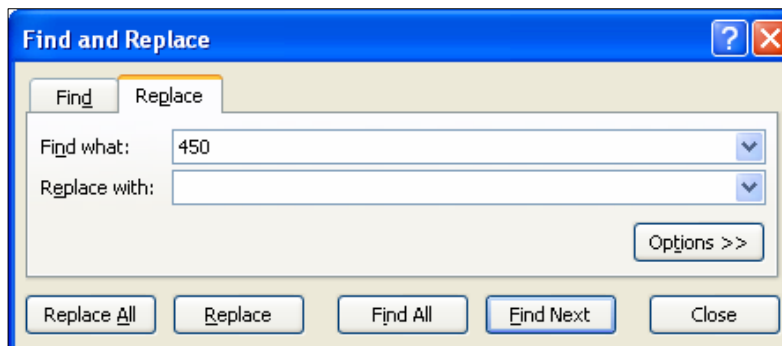 Find and Replace ?
Find Replace
Find what: 450
Replace with:
Options >>
Replace All Replace Find All Find Next Close